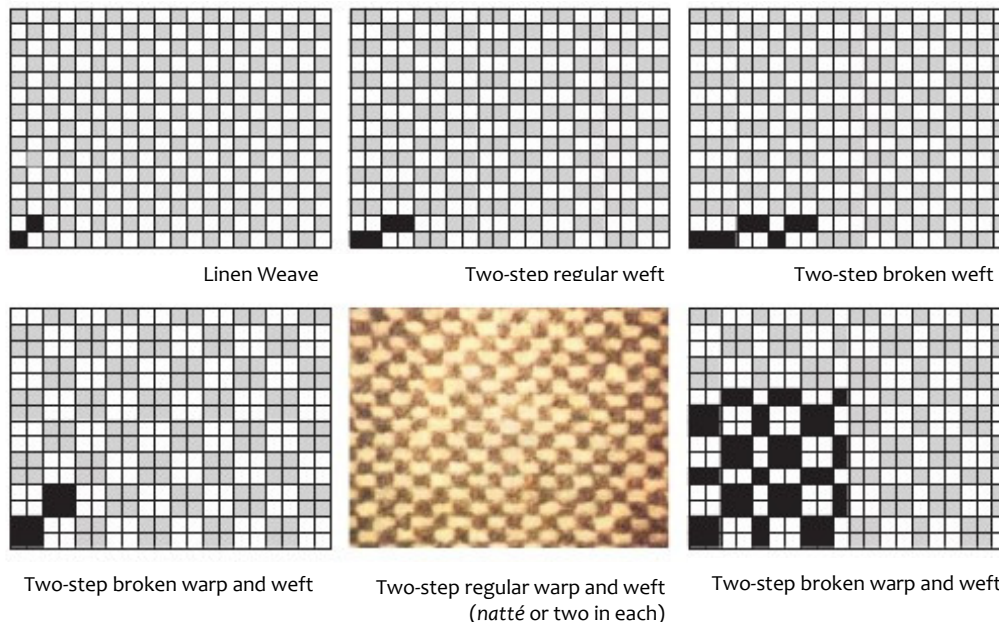 Linen Weave
Two-step regular weft
Two-step broken weft
Two-step broken warp and weft
Two-step regular warp and weft
(natté or two in each)
Two-step broken warp and weft